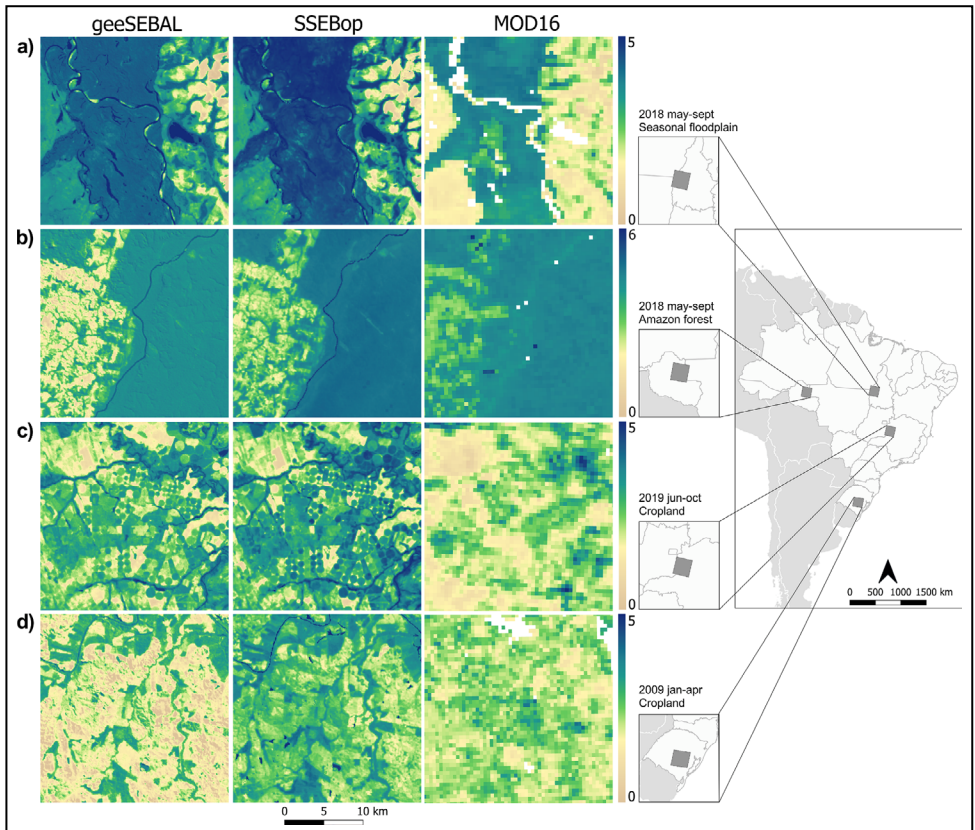 geeSEBAL SSEBop MOD16
a)
5
0
2018 may-sept
Seasonal floodplain
b)
6
0
2018 may-sept
Amazon forest
c)
5
0
2019 jun-oct
Cropland
0 500 1000 1500 km
d)
5
0
2009 jan-apr
Cropland
0 5 10 km